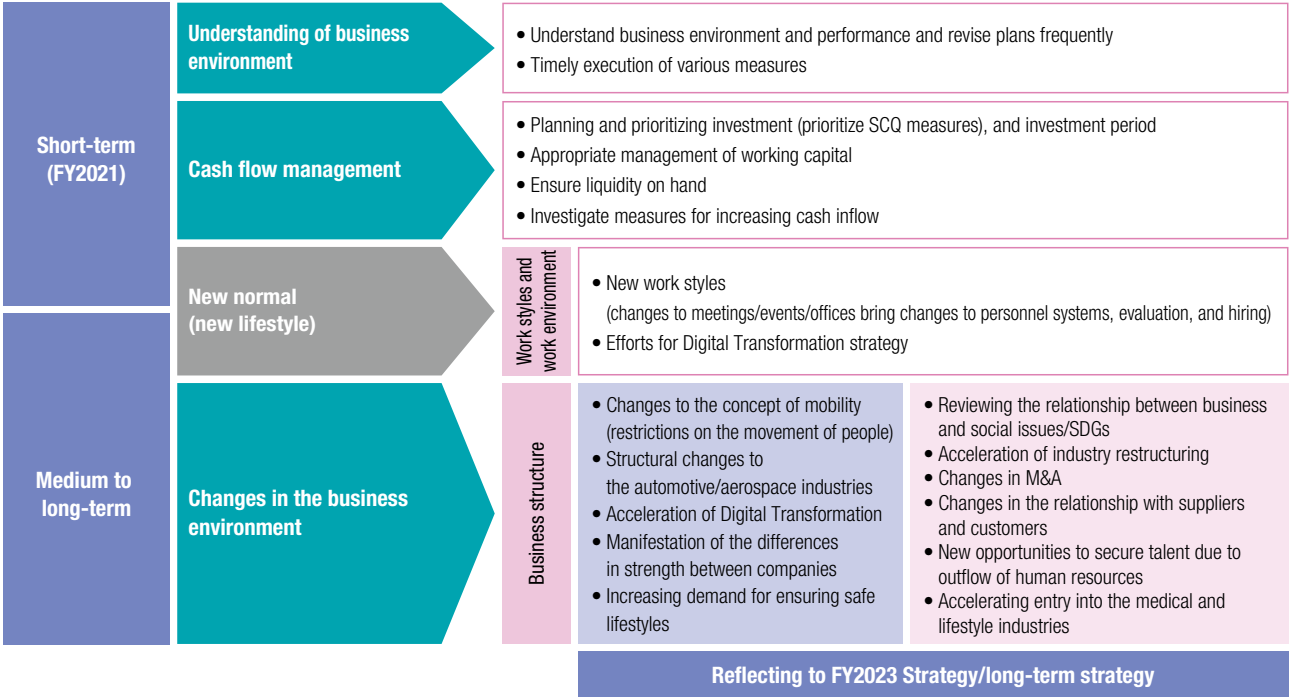 Short-term
(FY2021)
Understanding of business
environment
• Understand business environment and performance and revise plans frequently
• Timely execution of various measures
Cash flow management
• Planning and prioritizing investment (prioritize SCQ measures), and investment period
• Appropriate management of working capital
• Ensure liquidity on hand
• Investigate measures for increasing cash inflow
New normal
(new lifestyle)
Work styles and
work environment
• New work styles
(changes to meetings/events/offices bring changes to personnel systems, evaluation, and hiring)
• Efforts for Digital Transformation strategy
Medium to
long-term
Changes in the business
environment
Business structure
• Changes to the concept of mobility
(restrictions on the movement of people)
• Structural changes to
the automotive/aerospace industries
• Acceleration of Digital Transformation
• Manifestation of the differences
in strength between companies
• Increasing demand for ensuring safe
lifestyles
• Reviewing the relationship between business
and social issues/SDGs
• Acceleration of industry restructuring
• Changes in M&A
• Changes in the relationship with suppliers
and customers
• New opportunities to secure talent due to
outflow of human resources
• Accelerating entry into the medical and
lifestyle industries
Reflecting to FY2023 Strategy/long-term strategy